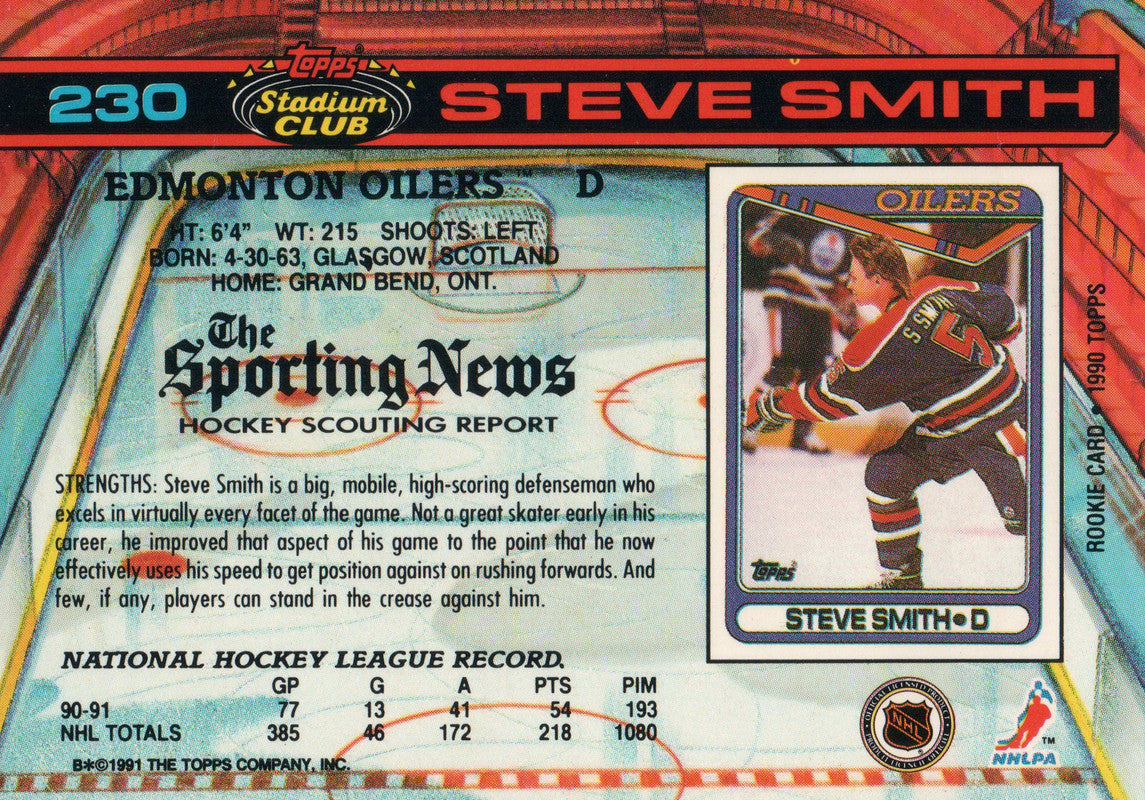 230
TOPPS
Stadium
CLUB
STEVE SMITH
EDMONTON OILERS™ D
HT: 6'4" WT: 215 SHOOTS: LEFT
BORN: 4-30-63, GLASGOW, SCOTLAND
HOME: GRAND BEND, ONT.
The
Sporting News
HOCKEY SCOUTING REPORT
STRENGTHS: Steve Smith is a big, mobile, high-scoring defenseman who
excels in virtually every facet of the game. Not a great skater early in his
career, he improved that aspect of his game to the point that he now
effectively uses his speed to get position against on rushing forwards. And
few, if any, players can stand in the crease against him.
OILERS
5
TOPPS
STEVE SMITH•D
ROOKIE CARD • 1990 TOPPS
NATIONAL HOCKEY LEAGUE RECORD
GP G A PTS PIM
90-91 77 13 41 54 193
NHL TOTALS 385 46 172 218 1080
B*©1991 THE TOPPS COMPANY, INC.
OFFICIAL LICENSED PRODUCT
NHL
NHLPA™